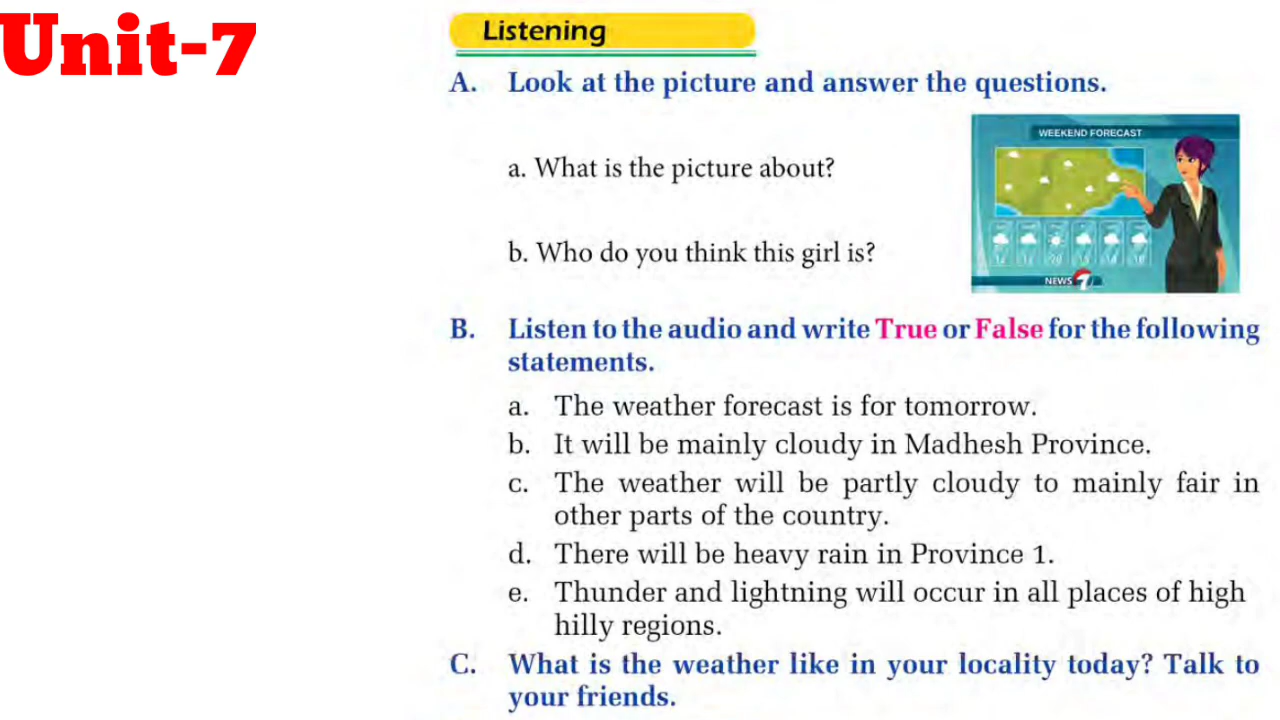 Unit-7
Listening
A. Look at the picture and answer the questions.
WEEKEND FORECAST
a. What is the picture about?
b. Who do you think this girl is?
NEWS 7
B. Listen to the audio and write True or False for the following
statements.
a. The weather forecast is for tomorrow.
b. It will be mainly cloudy in Madhesh Province.
c. The weather will be partly cloudy to mainly fair in
other parts of the country.
d. There will be heavy rain in Province 1.
e. Thunder and lightning will occur in all places of high
hilly regions.
C. What is the weather like in your locality today? Talk to
your friends.